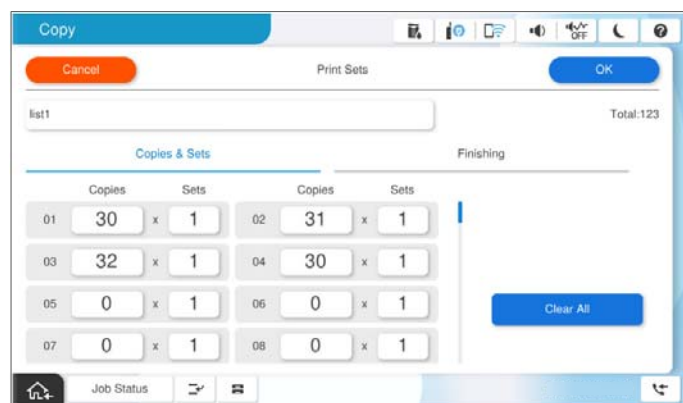 Copy
OFF
Cancel Print Sets OK
list1 Total:123
Copies & Sets Finishing
Copies Sets Copies Sets
01 30 x 1 02 31 x 1
03 32 x 1 04 30 x 1
05 0 x 1 06 0 x 1 Clear All
07 0 x 1 08 0 x 1
Job Status